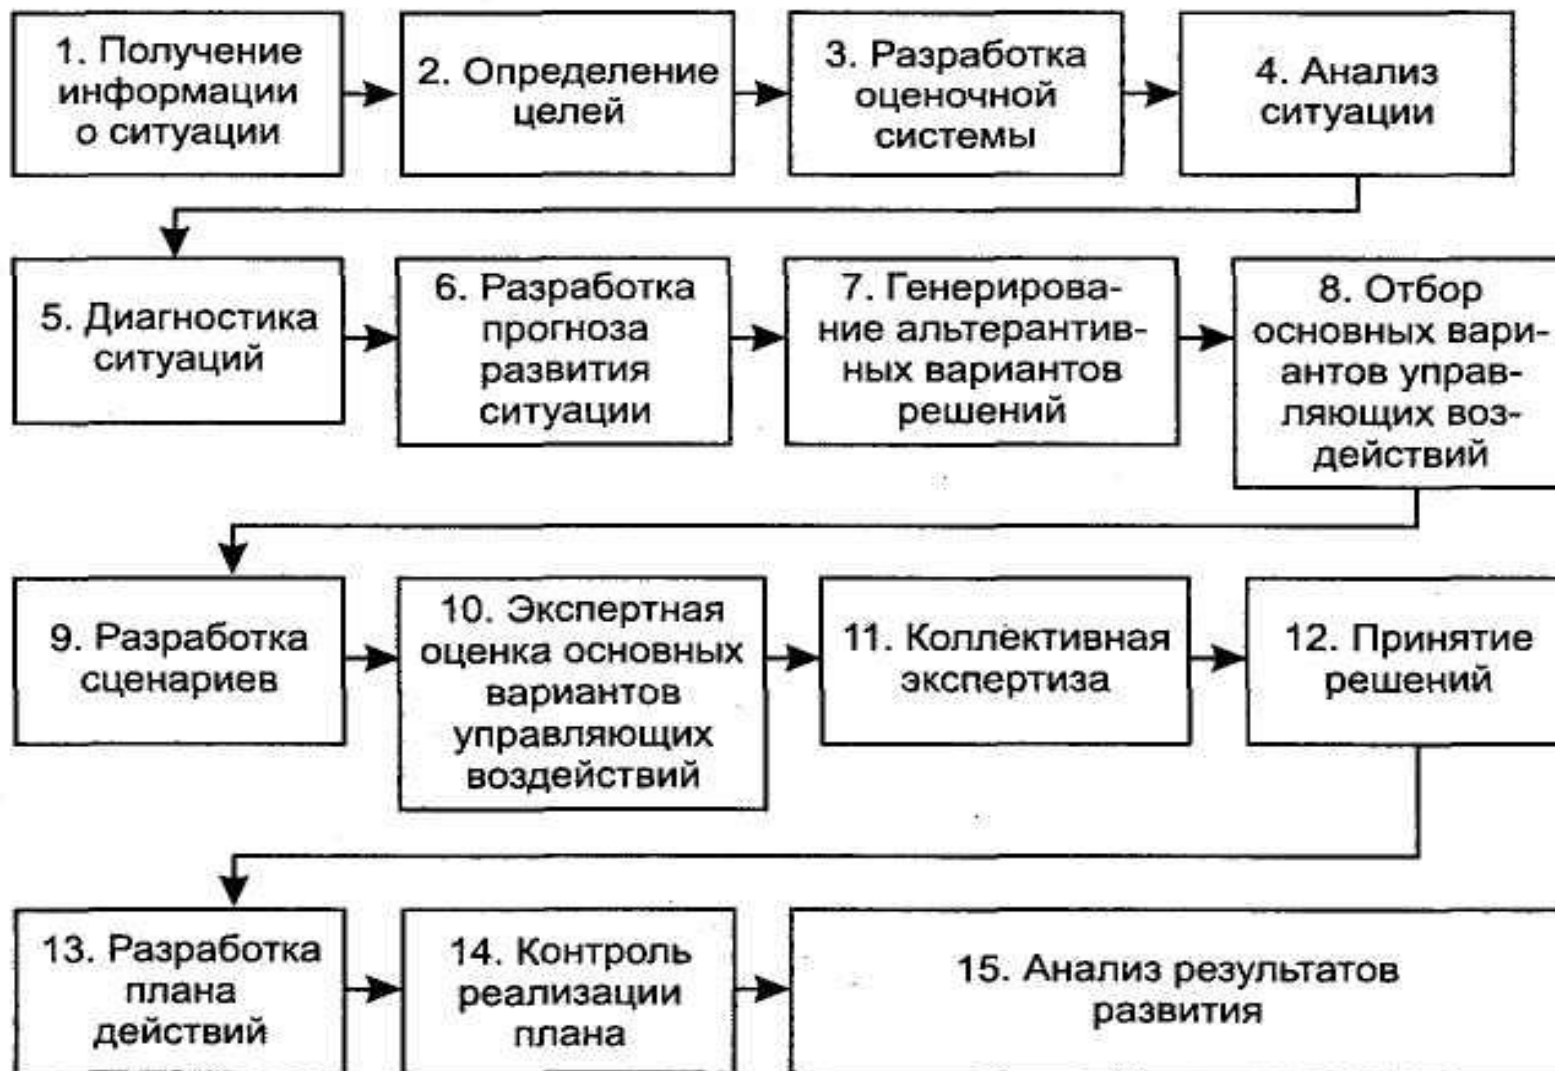 1. Получение
информации
о ситуации
2. Определение
целей
3. Разработка
оценочной
системы
4. Анализ
ситуации
5. Диагностика
ситуаций
6. Разработка
прогноза
развития
ситуации
7. Генерирова-
ние альтерантив-
ных вариантов
решений
8. Отбор
основных вари-
антов управ-
ляющих воз-
действий
9. Разработка
сценариев
10. Экспертная
оценка основных
вариантов
управляющих
воздействий
11. Коллективная
экспертиза
12. Принятие
решений
13. Разработка
плана
действий
14. Контроль
реализации
плана
15. Анализ результатов
развития